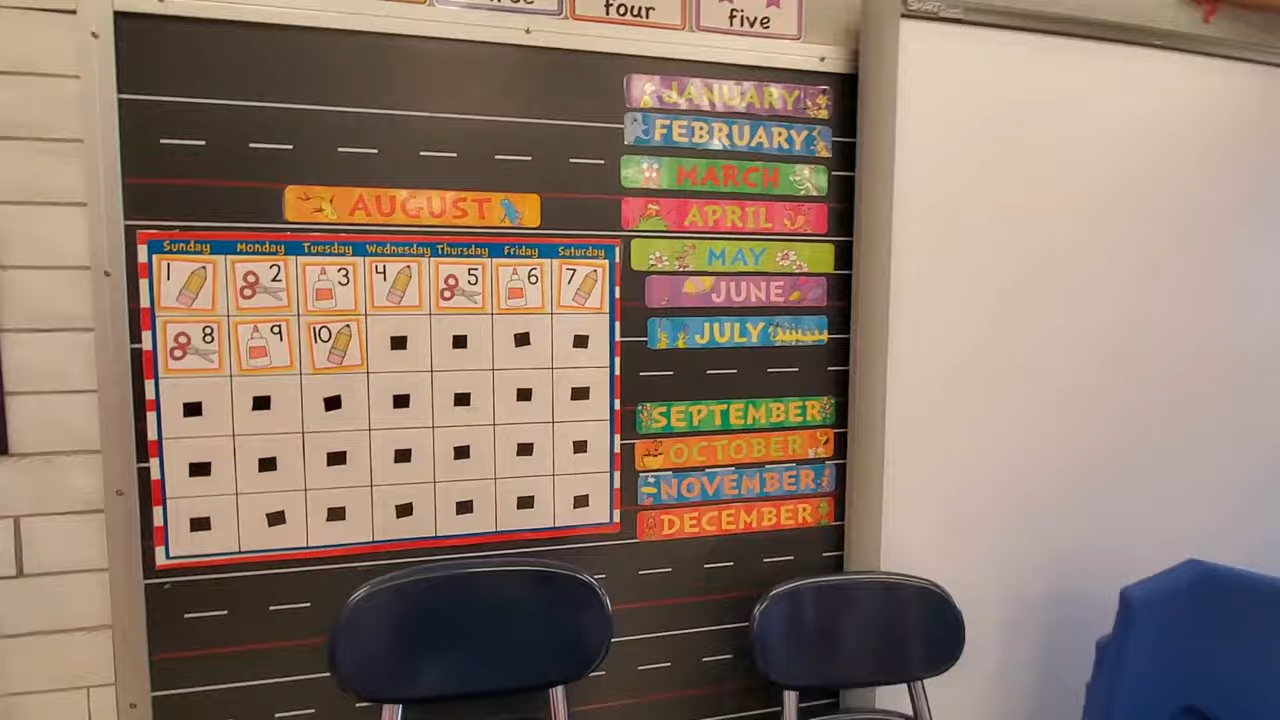 four
five
SMART
JANUARY
FEBRUARY
MARCH
AUGUST
APRIL
Sunday Monday Tuesday Wednesday Thursday Friday Saturday
MAY
1 2 3 4 5 6 7
JUNE
8 9 10
JULY
SEPTEMBER
OCTOBER
NOVEMBER
DECEMBER